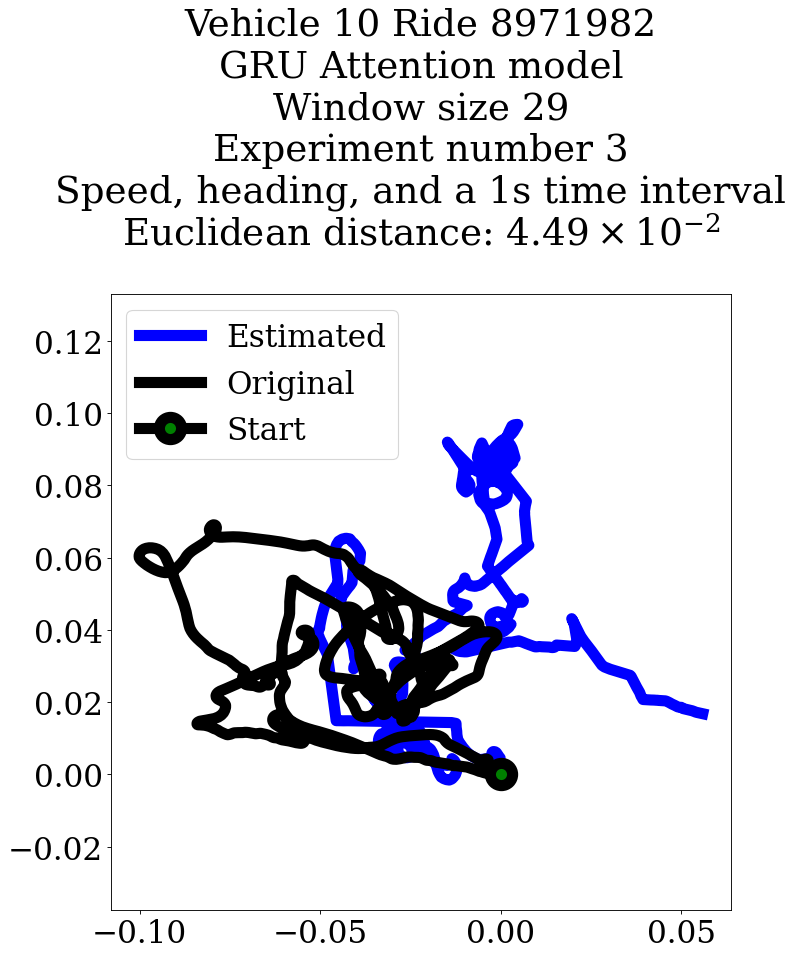 Vehicle 10 Ride 8971982
GRU Attention model
Window size 29
Experiment number 3
Speed, heading, and a 1s time interval
Euclidean distance: 4.49 × 10⁻²
Estimated
Original
Start
0.12
0.10
0.08
0.06
0.04
0.02
0.00
−0.02
−0.10 −0.05 0.00 0.05